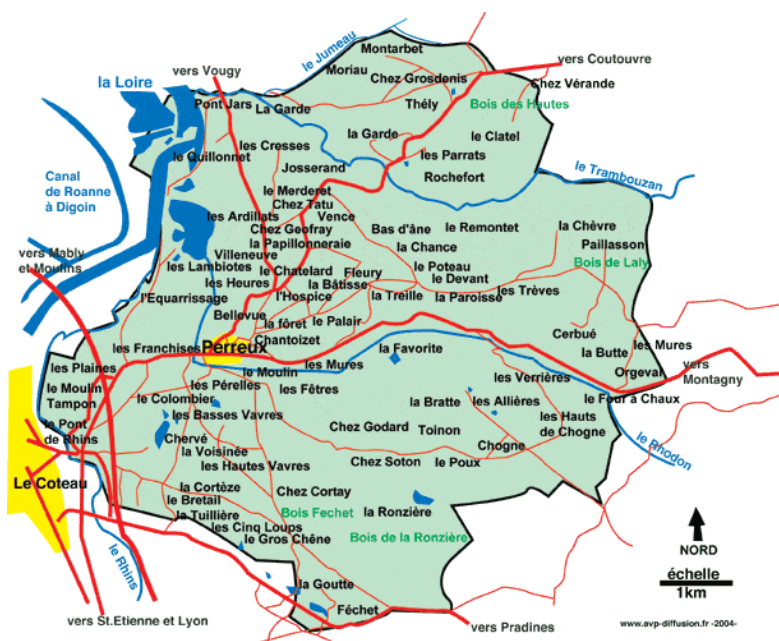 le Jumeau
Montarbet
vers Coutouvre
vers Vougy
Moriau
Chez Grosdenis
Chez Vérande
la Loire
Pont Jars
La Garde
Thély
Bois des Hautes
la Garde
le Clatel
les Cresses
le Quillonnet
les Parrats
Josserand
Rochefort
le Trambouzan
Canal
de Roanne
à Digoin
le Merderet
Chez Tatu
les Ardillats
Vence
Chez Geofray
Bas d'âne
le Remontet
la Chèvre
la Papillonneraie
la Chance
Paillasson
vers Mably
et Moulins
Villeneuve
les Lambiotes
le Chatelard
Fleury
le Poteau
Bois de Laly
les Heures
la Bâtisse
le Devant
l'Equarrissage
l'Hospice
la Treille
la Paroisse
les Trèves
Bellevue
la fôret
le Palair
Chantoizet
Cerbué
les Franchises
Perreux
la Favorite
la Butte
les Mures
les Plaines
le Moulin
les Mures
Orgeval
vers
Montagny
le Moulin
Tampon
les Pérelles
les Fêtres
les Verrières
le Colombier
la Bratte
les Allières
le Four à Chaux
les Basses Vavres
les Hauts
de Chogne
le Pont
de Rhins
Chervé
Chez Godard
Toinon
la Voisinée
Chogne
le Rhodon
les Hautes Vavres
Chez Soton
le Poux
Le Coteau
la Cortèze
Chez Cortay
le Bretail
la Tuillière
Bois Fechet
la Ronzière
les Cinq Loups
le Gros Chêne
Bois de la Ronzière
le Rhins
NORD
la Goutte
échelle
1km
Féchet
vers St.Etienne et Lyon
vers Pradines
www.avp-diffusion.fr -2004-